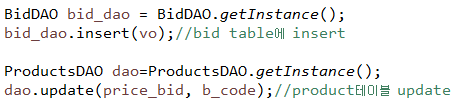 BidDAO bid_dao = BidDAO.getInstance();
bid_dao.insert(vo);//bid table에 insert
ProductsDAO dao=ProductsDAO.getInstance();
dao.update(price_bid, b_code);//product테이블 update